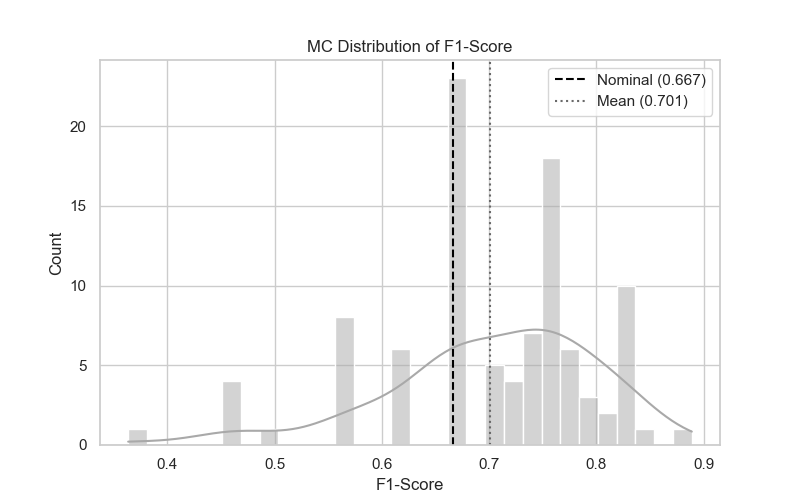 MC Distribution of F1-Score
Nominal (0.667)
Mean (0.701)
Count
20
15
10
5
0
0.4 0.5 0.6 0.7 0.8 0.9
F1-Score